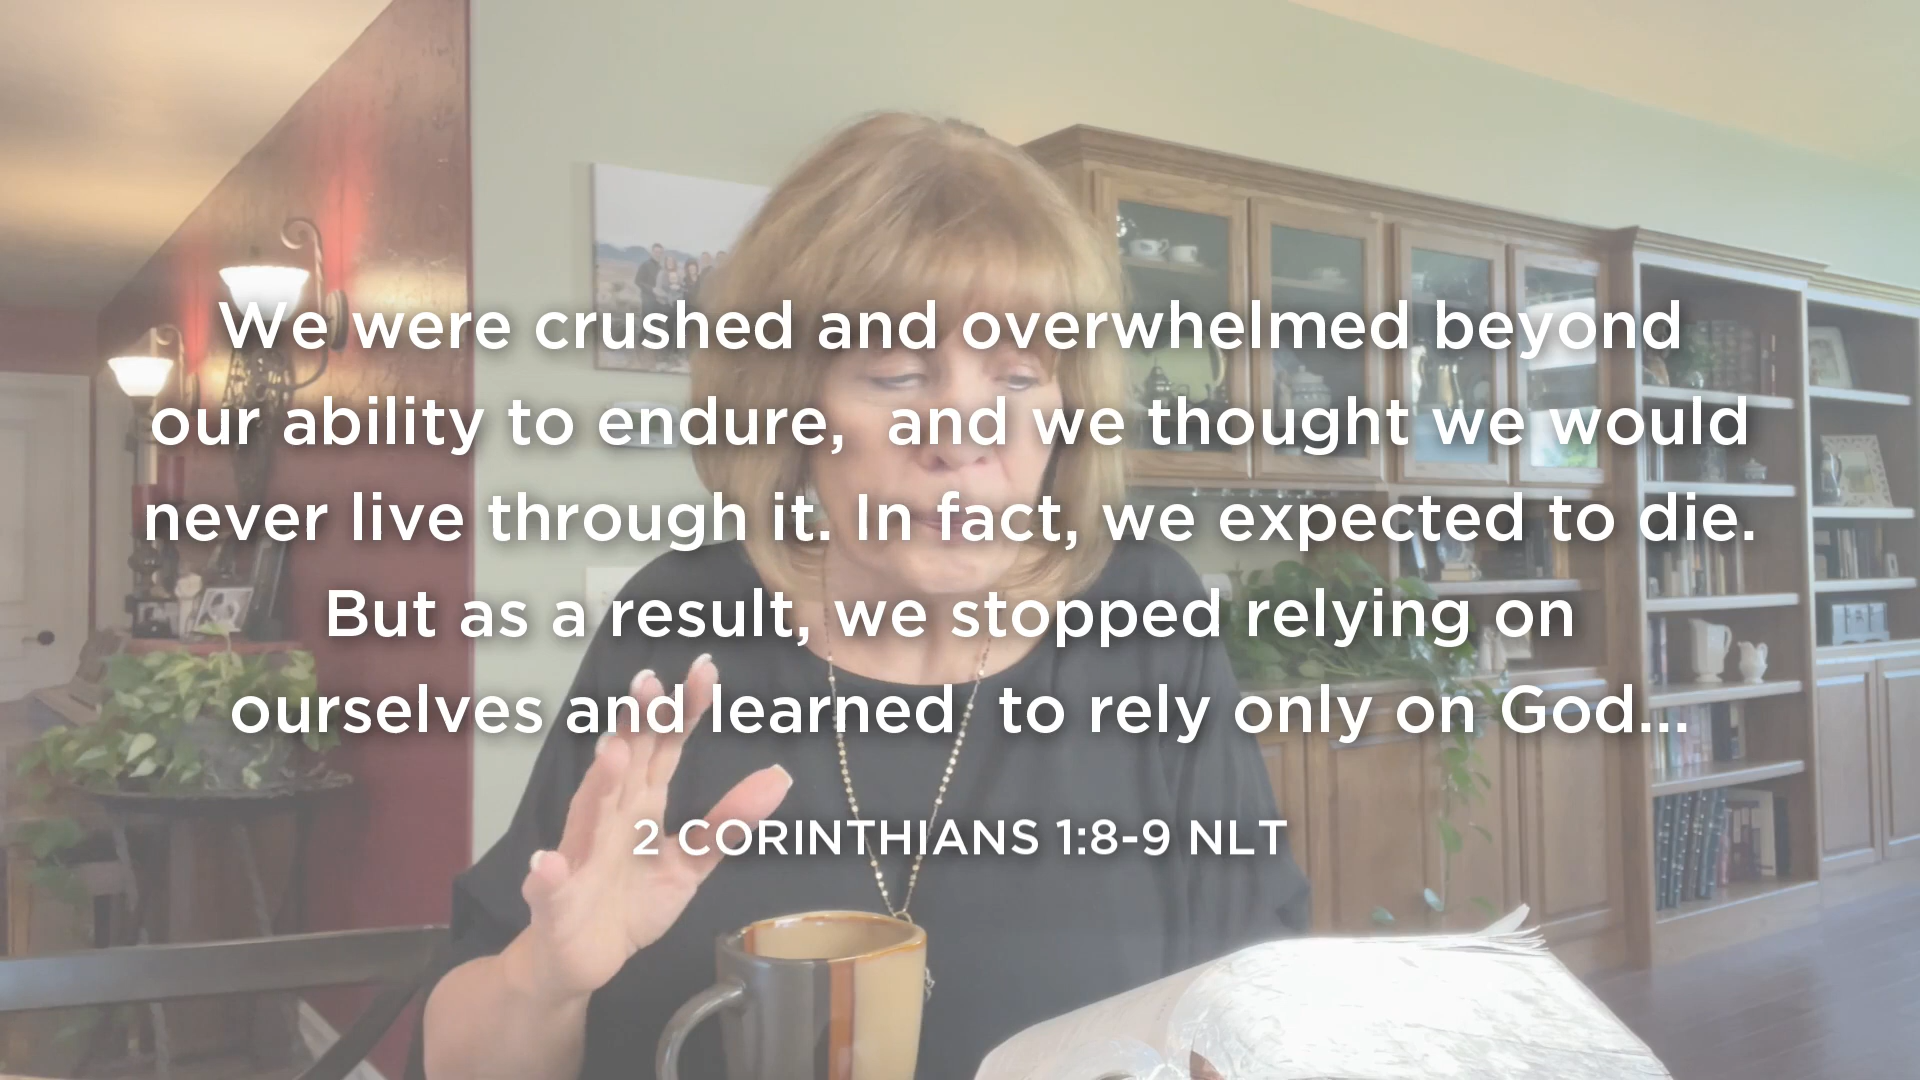 We were crushed and overwhelmed beyond
our ability to endure, and we thought we would
never live through it. In fact, we expected to die.
But as a result, we stopped relying on
ourselves and learned to rely only on God...
2 CORINTHIANS 1:8-9 NLT